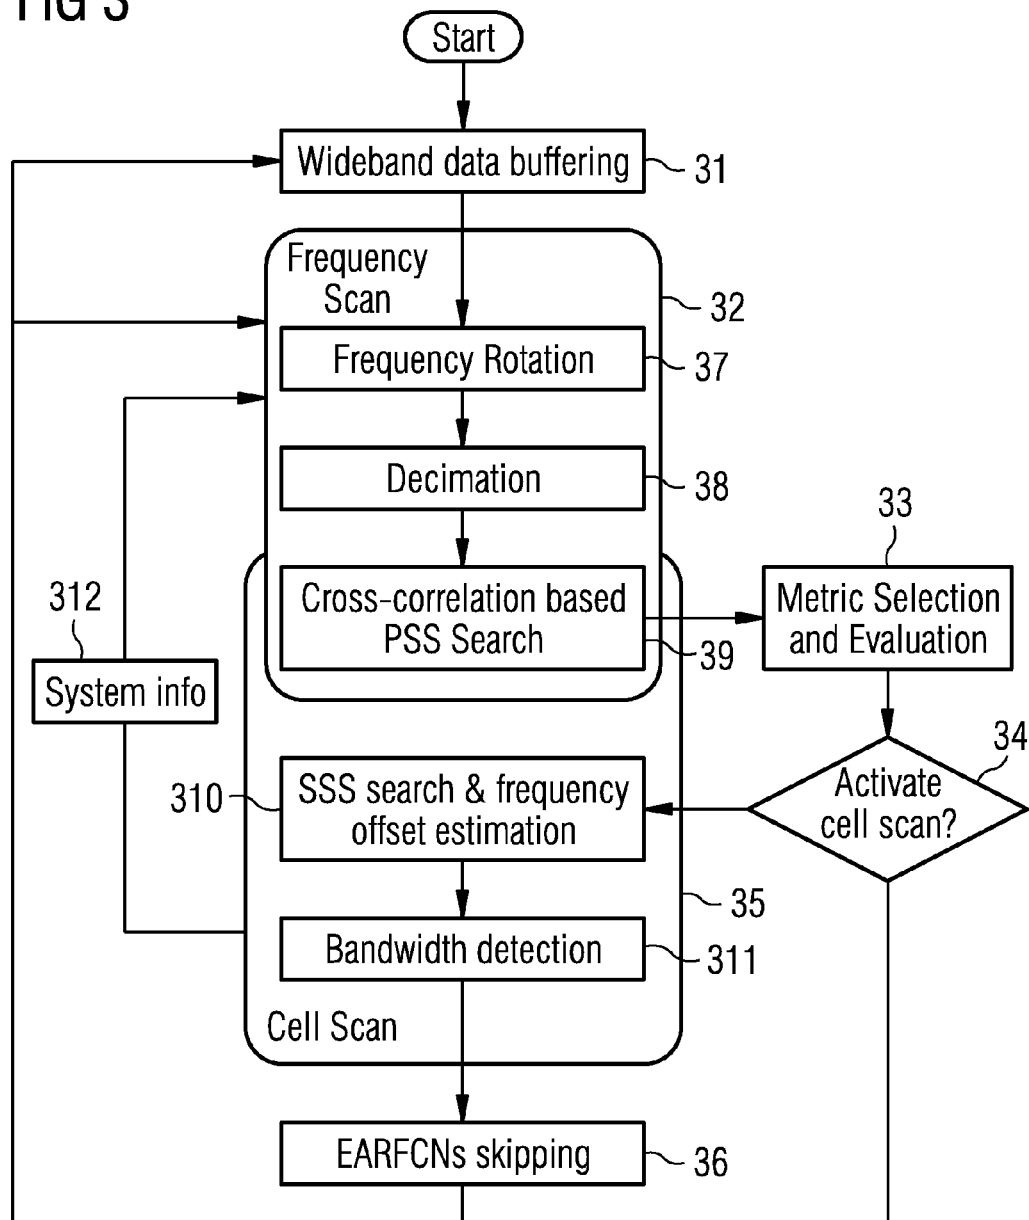 FIG 3
Start
Wideband data buffering
31
Frequency
Scan
32
Frequency Rotation
37
Decimation
38
33
Cross-correlation based
PSS Search
39
Metric Selection
and Evaluation
312
System info
34
Activate
cell scan?
310
SSS search & frequency
offset estimation
35
Bandwidth detection
311
Cell Scan
EARFCNs skipping
36